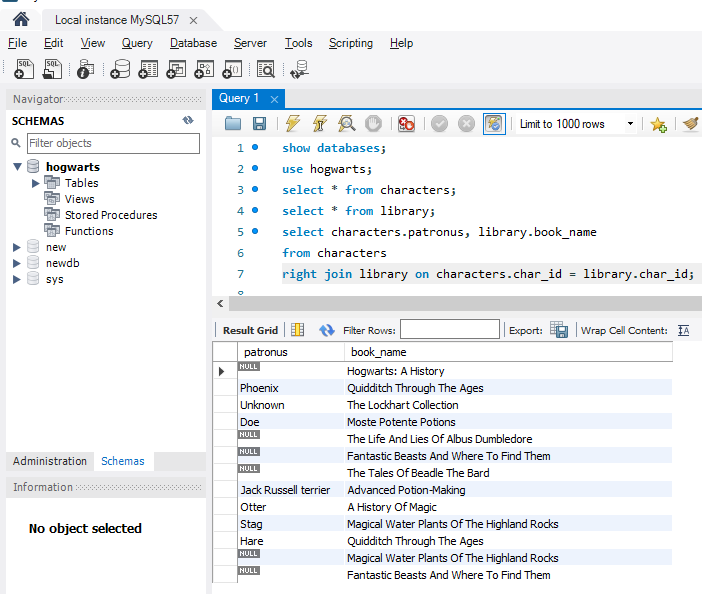 Local instance MySQL57
File Edit View Query Database Server Tools Scripting Help
Navigator
SCHEMAS
Filter objects
hogwarts
Tables
Views
Stored Procedures
Functions
new
newdb
sys
Administration Schemas
Information
No object selected
Query 1
Limit to 1000 rows
1 show databases;
2 use hogwarts;
3 select * from characters;
4 select * from library;
5 select characters.patronus, library.book_name
6 from characters
7 right join library on characters.char_id = library.char_id;
8
Result Grid Filter Rows: Export: Wrap Cell Content:
patronus book_name
NULL Hogwarts: A History
Phoenix Quidditch Through The Ages
Unknown The Lockhart Collection
Doe Moste Potente Potions
NULL The Life And Lies Of Albus Dumbledore
NULL Fantastic Beasts And Where To Find Them
NULL The Tales Of Beadle The Bard
Jack Russell terrier Advanced Potion-Making
Otter A History Of Magic
Stag Magical Water Plants Of The Highland Rocks
Hare Quidditch Through The Ages
NULL Magical Water Plants Of The Highland Rocks
NULL Fantastic Beasts And Where To Find Them